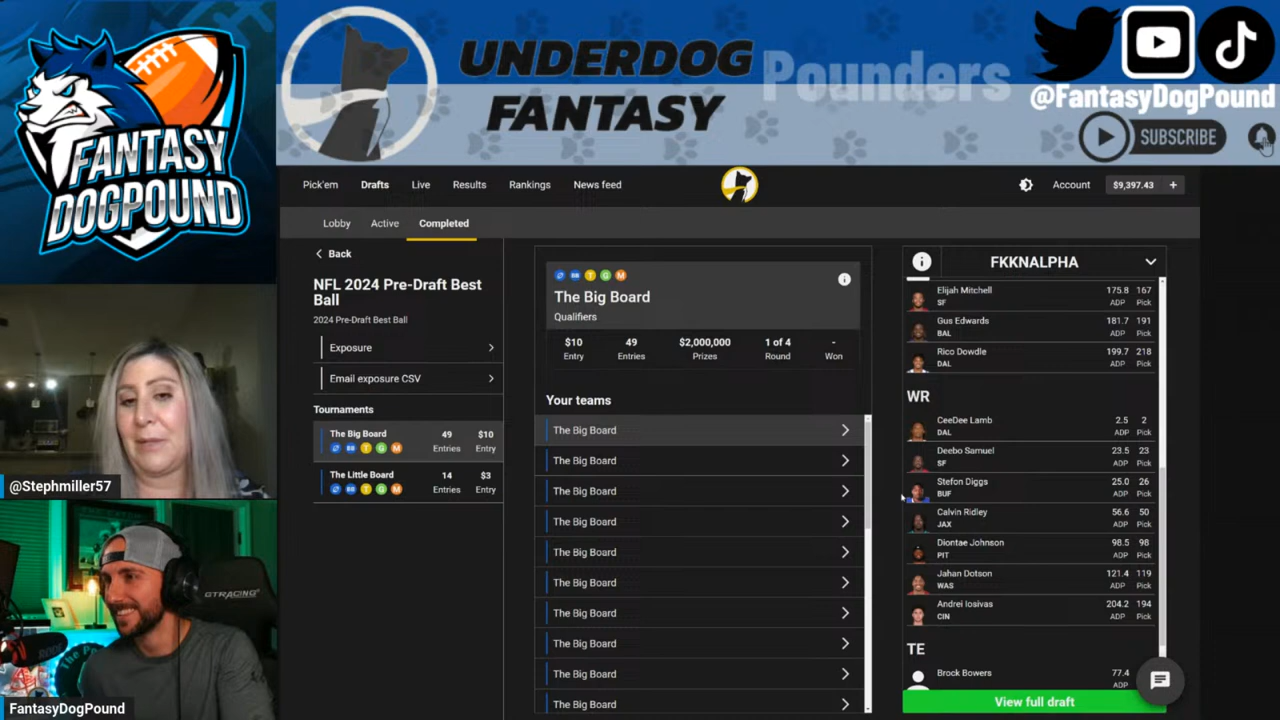 FANTASY
DOGPOUND
UNDERDOG
FANTASY
Pounders
@FantasyDogPound
SUBSCRIBE
Pick'em Drafts Live Results Rankings News feed
Account $9,397.43 +
Lobby Active Completed
Back
NFL 2024 Pre-Draft Best
Ball
2024 Pre-Draft Best Ball
Exposure
Email exposure CSV
Tournaments
The Big Board 49 $10
BB T G M Entries Entry
The Little Board 14 $3
BB T G M Entries Entry
BB T G M
The Big Board
Qualifiers
$10 49 $2,000,000 1 of 4 -
Entry Entries Prizes Round Won
Your teams
The Big Board
The Big Board
The Big Board
The Big Board
The Big Board
The Big Board
The Big Board
The Big Board
The Big Board
The Big Board
FKKNALPHA
Elijah Mitchell 175.8 167
SF ADP Pick
Gus Edwards 181.7 191
BAL ADP Pick
Rico Dowdle 199.7 218
DAL ADP Pick
WR
CeeDee Lamb 2.5 2
DAL ADP Pick
Deebo Samuel 23.5 23
SF ADP Pick
Stefon Diggs 25.0 26
BUF ADP Pick
Calvin Ridley 56.6 50
JAX ADP Pick
Diontae Johnson 98.5 98
PIT ADP Pick
Jahan Dotson 121.4 119
WAS ADP Pick
Andrei Iosivas 204.2 194
CIN ADP Pick
TE
Brock Bowers 77.4
ADP
View full draft
@Stephmiller57
GTRACING
RODE
FantasyDogPound